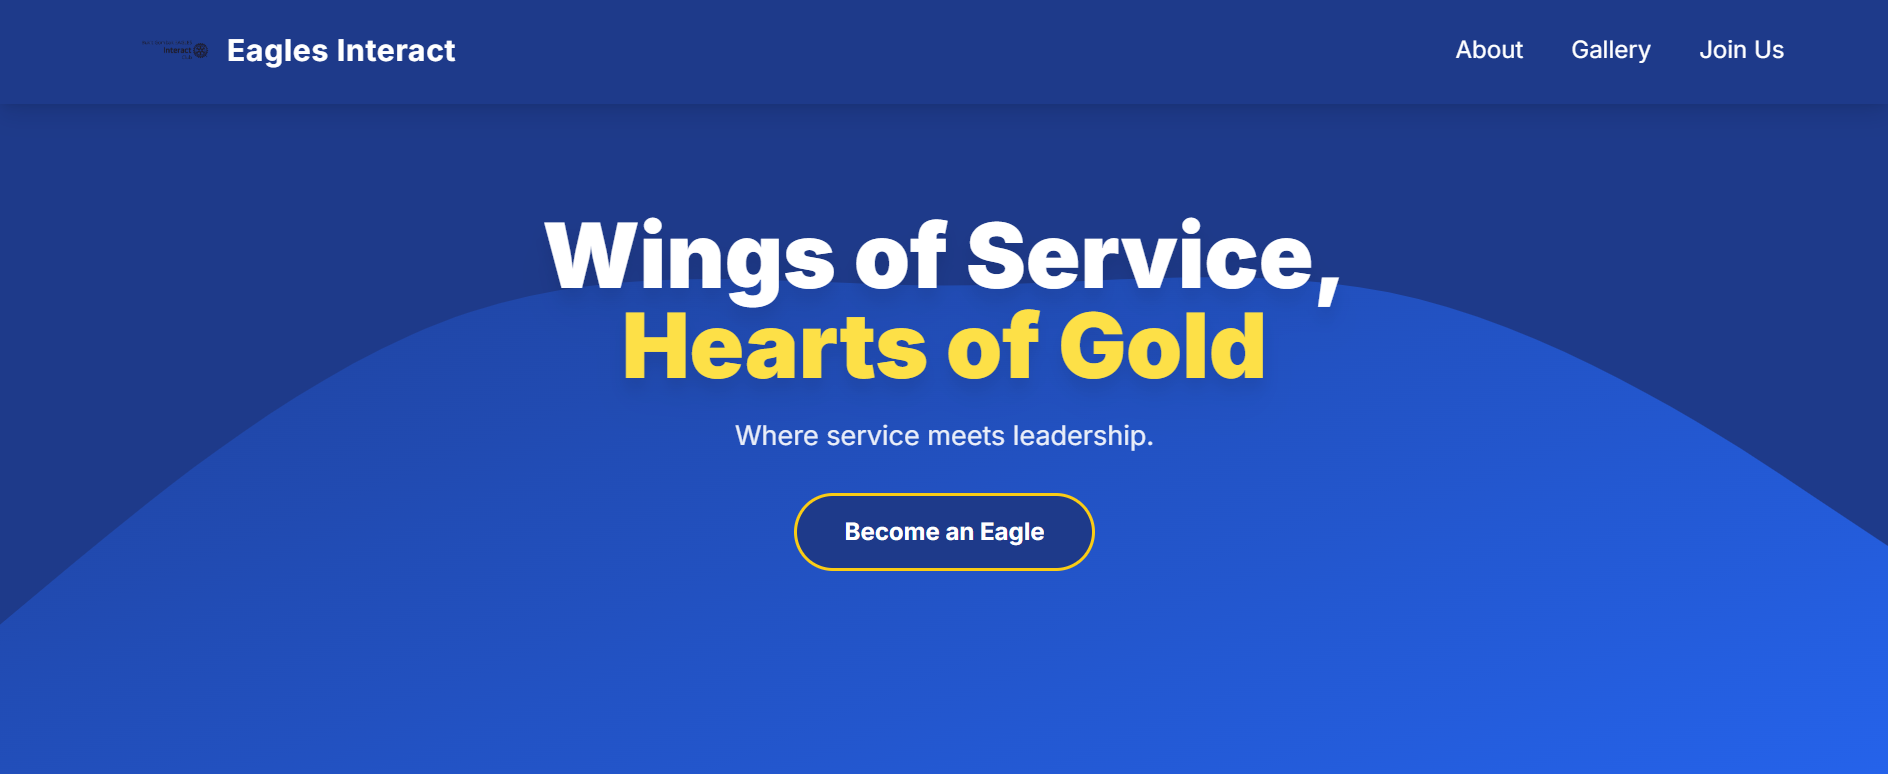 Interact
Eagles Interact
About
Gallery
Join Us
Wings of Service,
Hearts of Gold
Where service meets leadership.
Become an Eagle